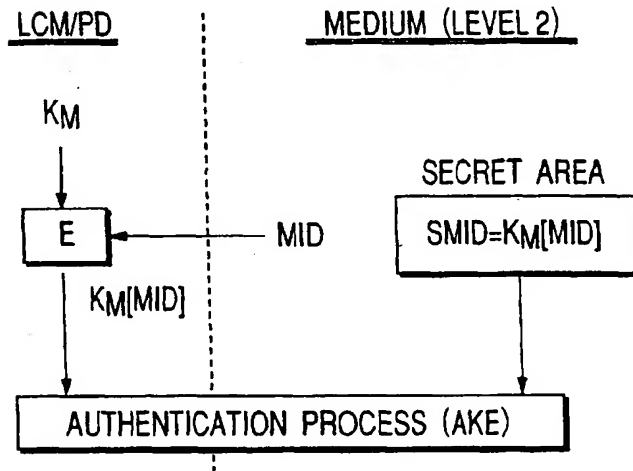 LCM/PD
MEDIUM (LEVEL 2)
KM
SECRET AREA
E
MID
SMID=KM[MID]
KM[MID]
AUTHENTICATION PROCESS (AKE)